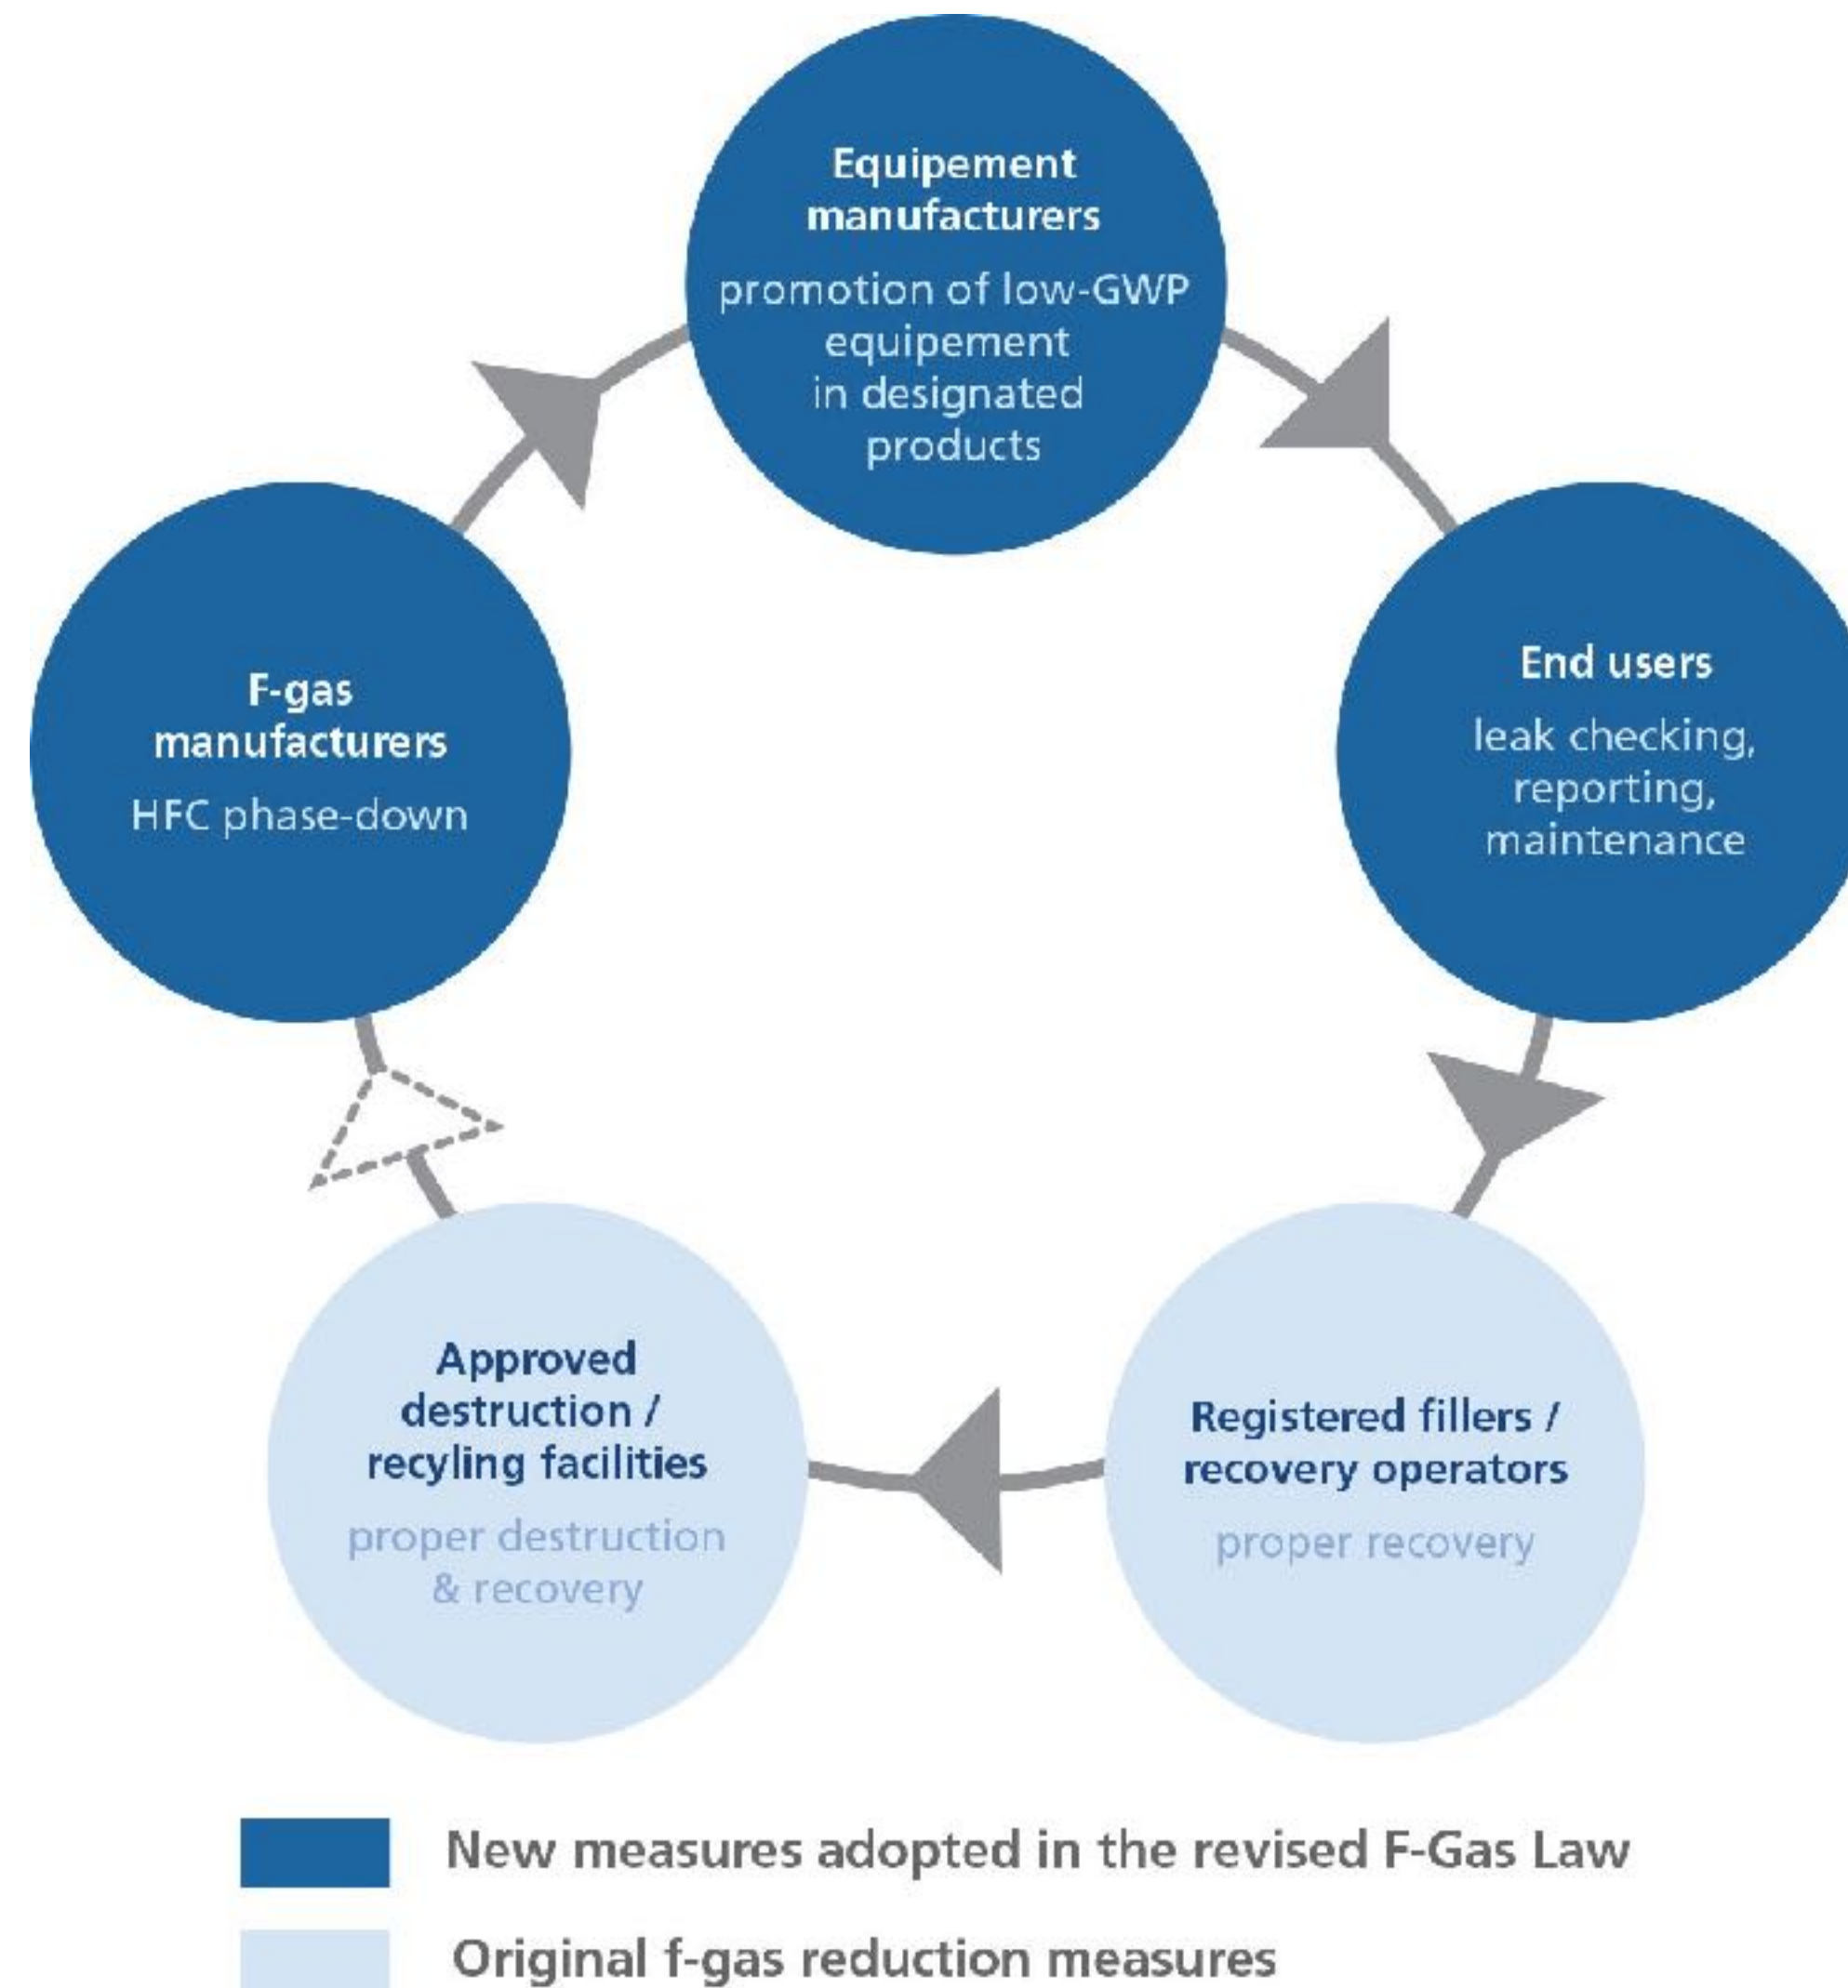 Equipement
manufacturers
promotion of low-GWP
equipement
in designated
products
F-gas
manufacturers
HFC phase-down
End users
leak checking,
reporting,
maintenance
Approved
destruction /
recyling facilities
proper destruction
& recovery
Registered fillers /
recovery operators
proper recovery
New measures adopted in the revised F-Gas Law
Original f-gas reduction measures